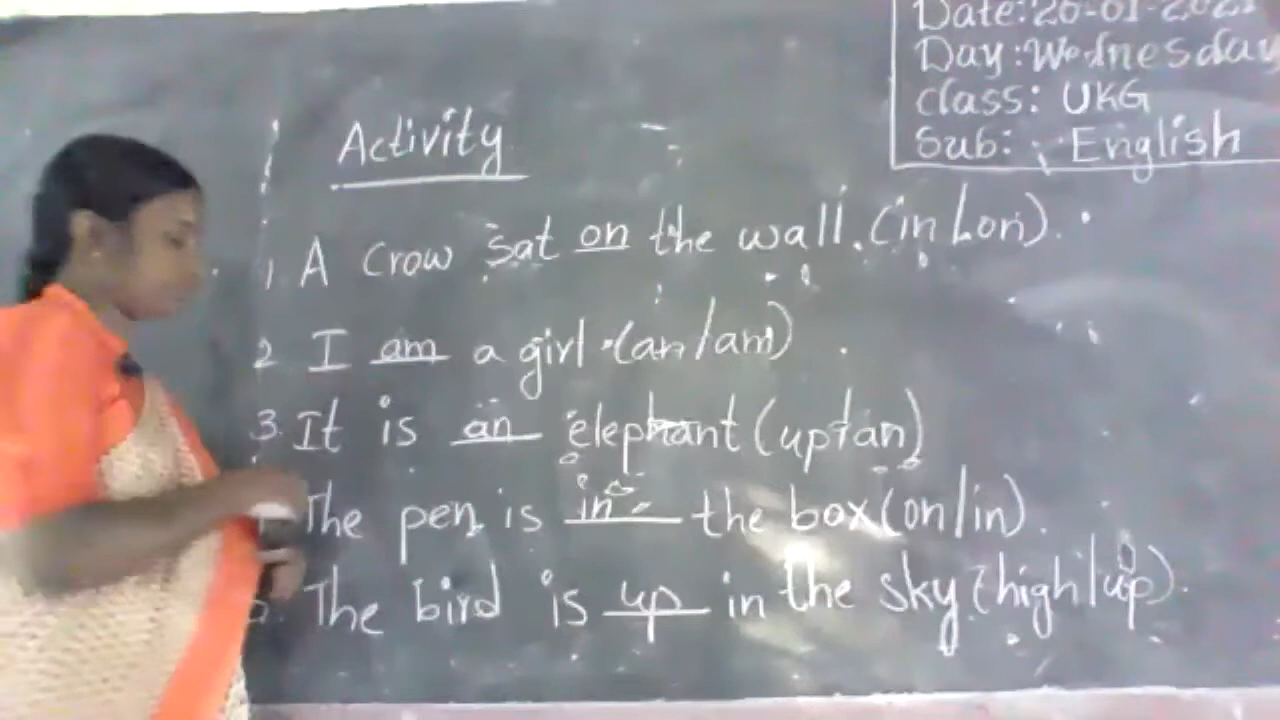 Date: 20-01-2021
Day: Wednesday
class: UKG
Sub: English
Activity
1 A crow sat on the wall. (in/on).
2 I am a girl. (an/am)
3. It is an elephant (up/an)
The pen is in the box (on/in).
The bird is up in the sky (high/up).